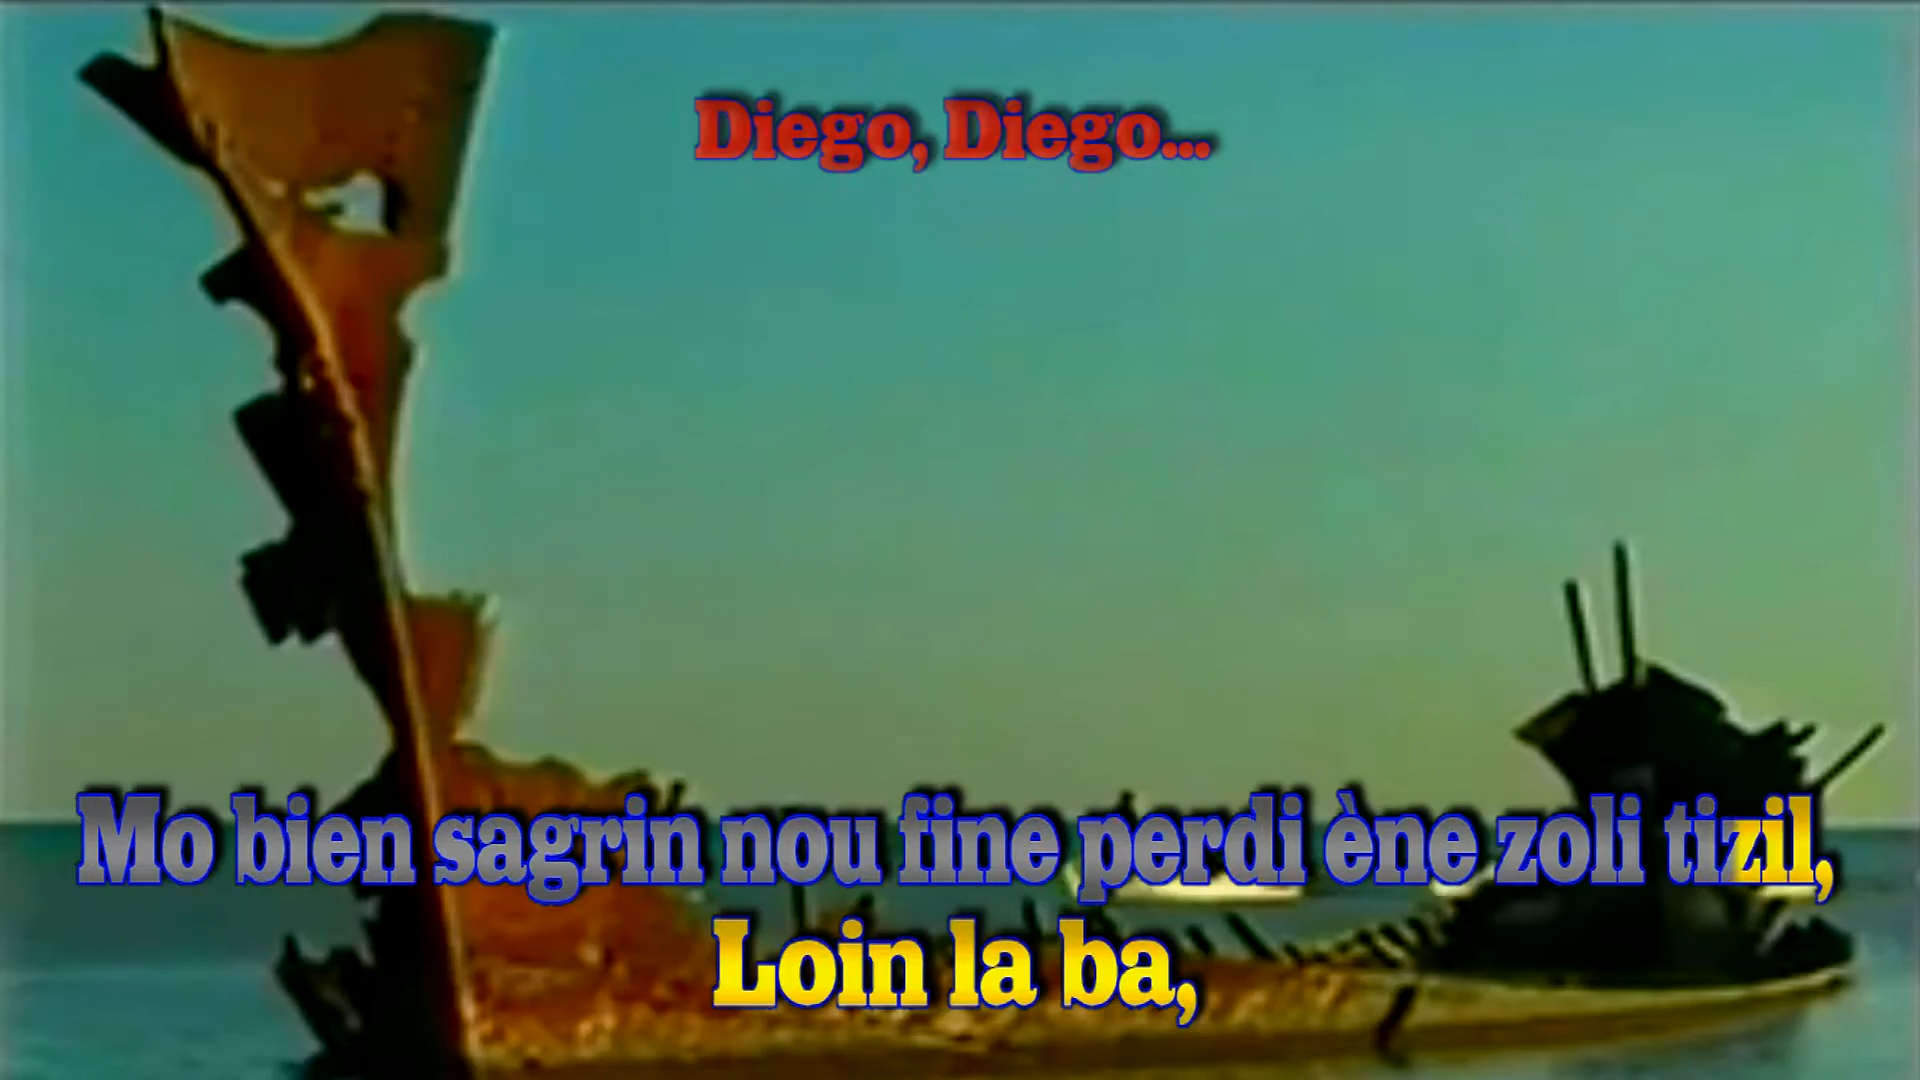 Diego, Diego...
Mo bien sagrin nou fine perdi ène zoli tizil,
Loin la ba,